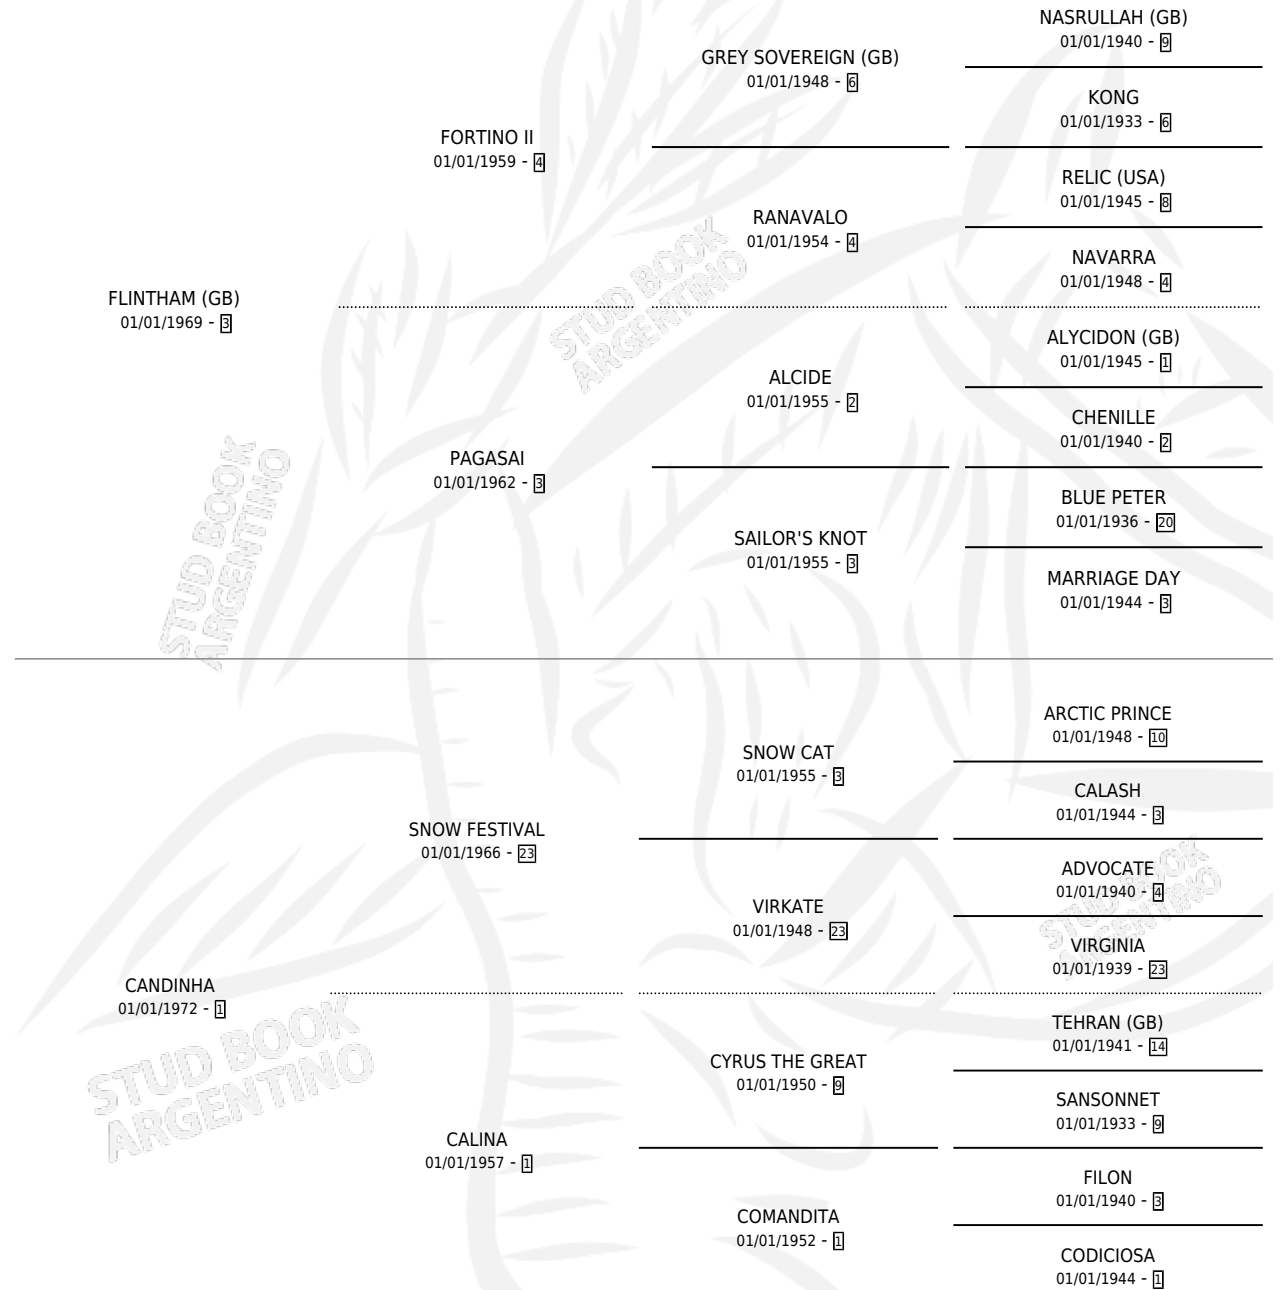 NASRULLAH (GB)
01/01/1940 - 9
GREY SOVEREIGN (GB)
01/01/1948 - 6
KONG
01/01/1933 - 6
FORTINO II
01/01/1959 - 4
RELIC (USA)
01/01/1945 - 8
RANAVALO
01/01/1954 - 4
NAVARRA
01/01/1948 - 4
FLINTHAM (GB)
01/01/1969 - 3
ALYCIDON (GB)
01/01/1945 - 1
ALCIDE
01/01/1955 - 2
CHENILLE
01/01/1940 - 2
PAGASAI
01/01/1962 - 3
BLUE PETER
01/01/1936 - 20
SAILOR'S KNOT
01/01/1955 - 3
MARRIAGE DAY
01/01/1944 - 3
ARCTIC PRINCE
01/01/1948 - 10
SNOW CAT
01/01/1955 - 3
CALASH
01/01/1944 - 3
SNOW FESTIVAL
01/01/1966 - 23
ADVOCATE
01/01/1940 - 4
VIRKATE
01/01/1948 - 23
VIRGINIA
01/01/1939 - 23
CANDINHA
01/01/1972 - 1
TEHRAN (GB)
01/01/1941 - 14
CYRUS THE GREAT
01/01/1950 - 9
SANSONNET
01/01/1933 - 9
CALINA
01/01/1957 - 1
FILON
01/01/1940 - 3
COMANDITA
01/01/1952 - 1
CODICIOSA
01/01/1944 - 1
STUD BOOK
ARGENTINO
STUD BOOK
ARGENTINO
STUD BOOK
ARGENTINO
STUD BOOK
ARGENTINO